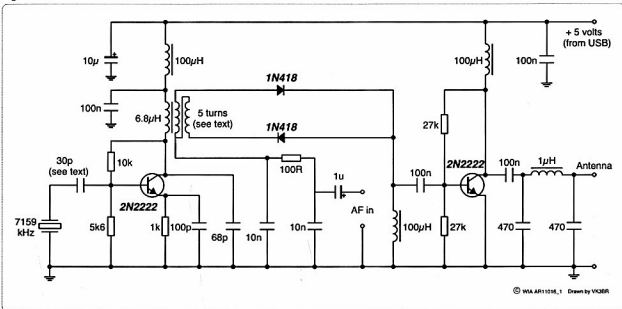 + 5 volts
(from USB)
10µ
100µH
100µH
100n
1N418
100n
6.8µH
5 turns
(see text)
1N418
27k
30p
(see text)
10k
2N2222
100R
1u
100n
2N2222
100n
1µH
Antenna
7159
kHz
5k6
1k
100p
68p
10n
10n
AF in
100µH
27k
470
470
© WIA AR11016_1 Drawn by VK3BR